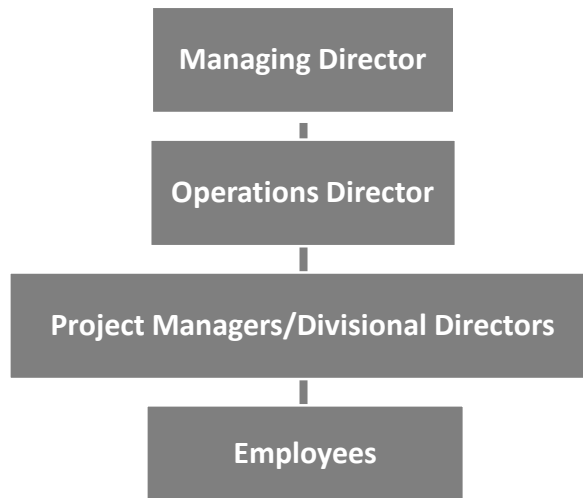 Managing Director
Operations Director
Project Managers/Divisional Directors
Employees